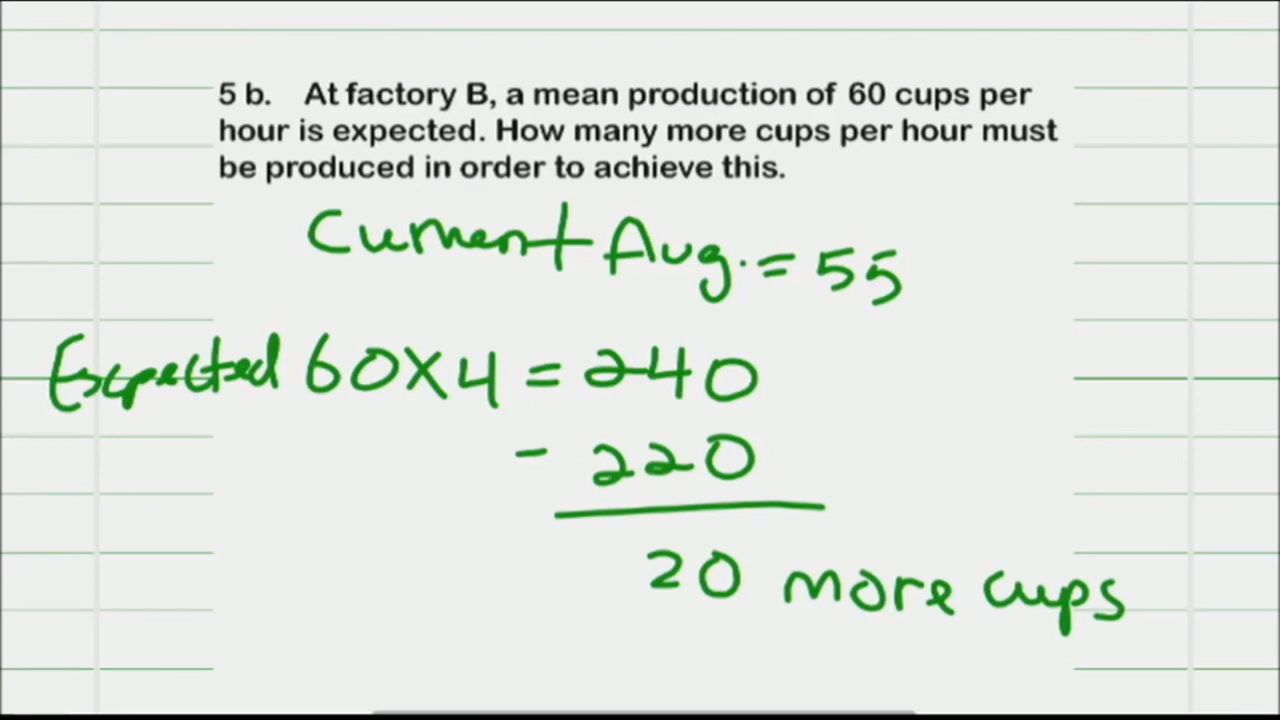 5 b. At factory B, a mean production of 60 cups per
hour is expected. How many more cups per hour must
be produced in order to achieve this.
Current Avg. = 55
Expected 60 X 4 = 240
- 220
20 more cups